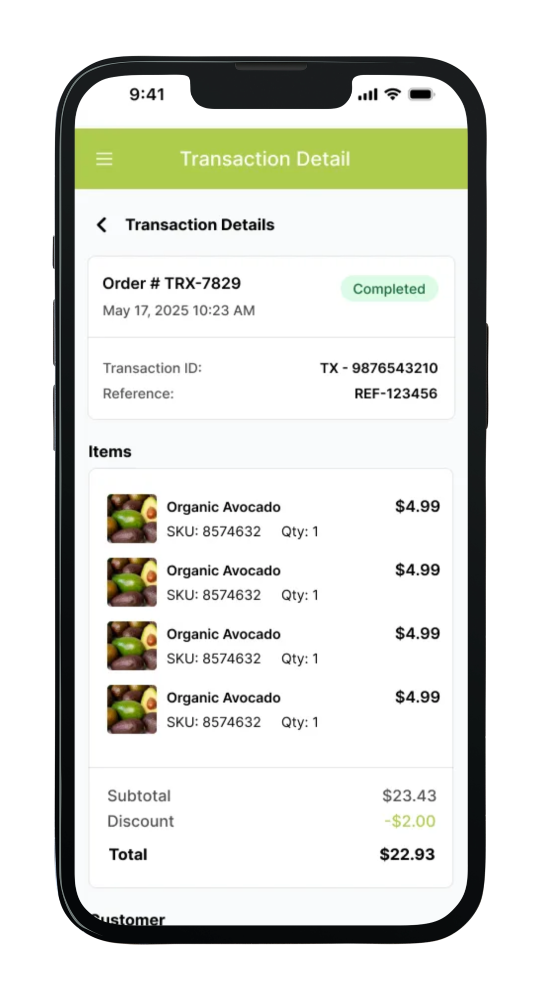 9:41
Transaction Detail
Transaction Details
Order # TRX-7829
Completed
May 17, 2025 10:23 AM
Transaction ID: TX - 9876543210
Reference: REF-123456
Items
Organic Avocado $4.99
SKU: 8574632 Qty: 1
Organic Avocado $4.99
SKU: 8574632 Qty: 1
Organic Avocado $4.99
SKU: 8574632 Qty: 1
Organic Avocado $4.99
SKU: 8574632 Qty: 1
Subtotal $23.43
Discount -$2.00
Total $22.93
Customer